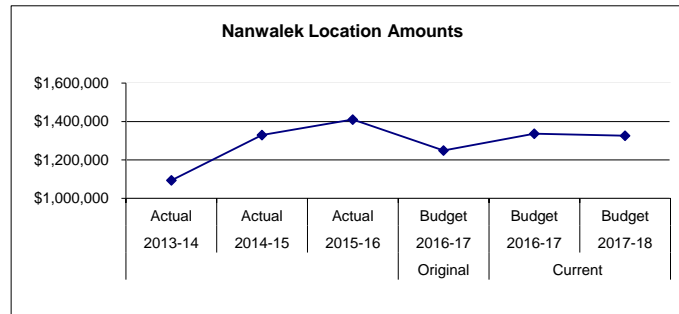 Nanwalek Location Amounts
$1,600,000
$1,400,000
$1,200,000
$1,000,000
Actual Actual Actual Budget Budget Budget
2013-14 2014-15 2015-16 2016-17 2016-17 2017-18
Original Current